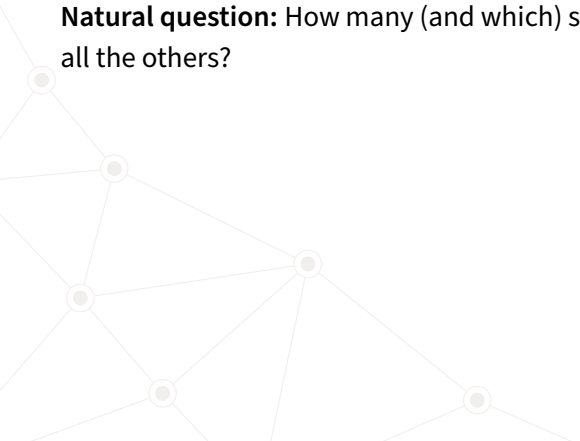 Natural question: How many (and which) s
all the others?